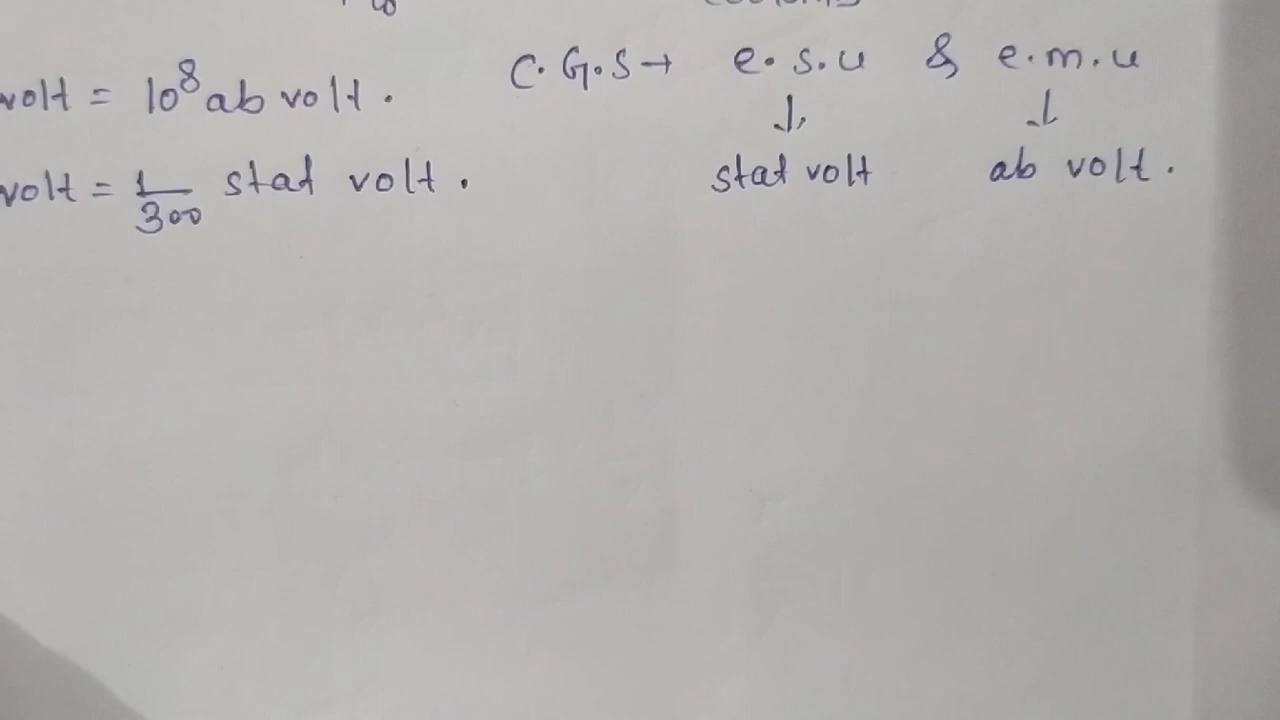 volt = 10⁸ ab volt.
volt = 1/300 stat volt.
C.G.S → e.s.u & e.m.u
↓ ↓
stat volt ab volt.